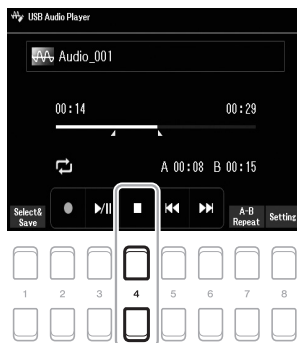 USB Audio Player
Audio_001
00:14 00:29
A 00:08 B 00:15
Select& Save
A-B Repeat
Setting
1 2 3 4 5 6 7 8